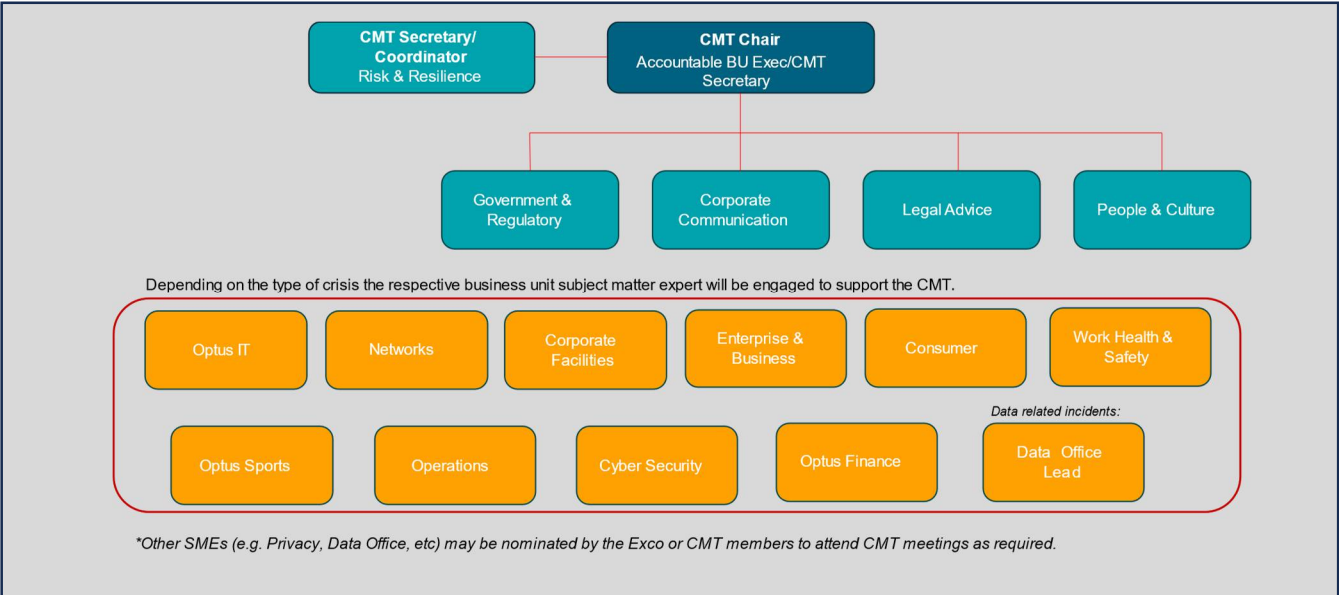 CMT Secretary/
Coordinator
Risk & Resilience
CMT Chair
Accountable BU Exec/CMT
Secretary
Government &
Regulatory
Corporate
Communication
Legal Advice
People & Culture
Depending on the type of crisis the respective business unit subject matter expert will be engaged to support the CMT.
Optus IT
Networks
Corporate
Facilities
Enterprise &
Business
Consumer
Work Health &
Safety
Data related incidents:
Optus Sports
Operations
Cyber Security
Optus Finance
Data Office
Lead
*Other SMEs (e.g. Privacy, Data Office, etc) may be nominated by the Exco or CMT members to attend CMT meetings as required.